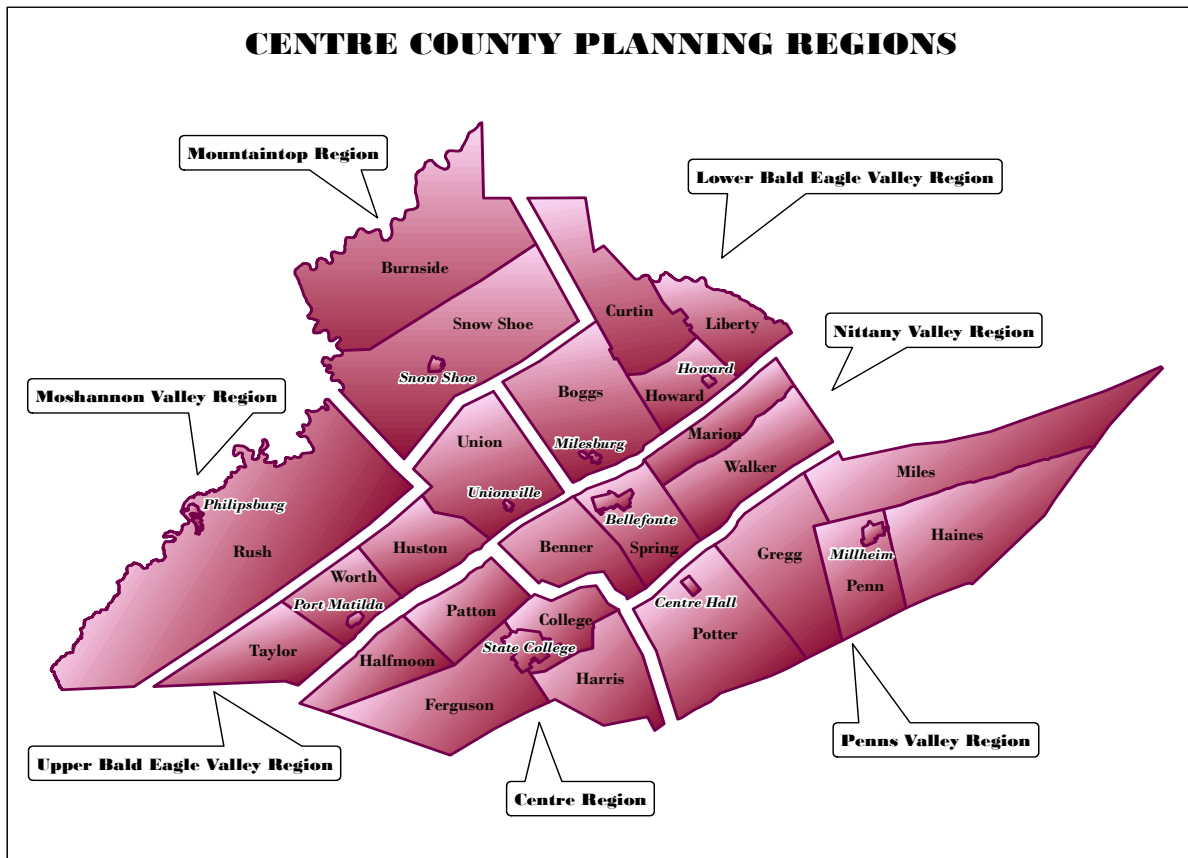 CENTRE COUNTY PLANNING REGIONS
Mountaintop Region
Lower Bald Eagle Valley Region
Burnside
Snow Shoe
Curtin
Liberty
Nittany Valley Region
Snow Shoe
Howard
Moshannon Valley Region
Boggs
Howard
Union
Milesburg
Marion
Walker
Miles
Philipsburg
Unionville
Bellefonte
Rush
Huston
Benner
Spring
Gregg
Millheim
Haines
Worth
Port Matilda
Patton
College
Centre Hall
Penn
Taylor
Halfmoon
State College
Potter
Ferguson
Harris
Upper Bald Eagle Valley Region
Centre Region
Penns Valley Region